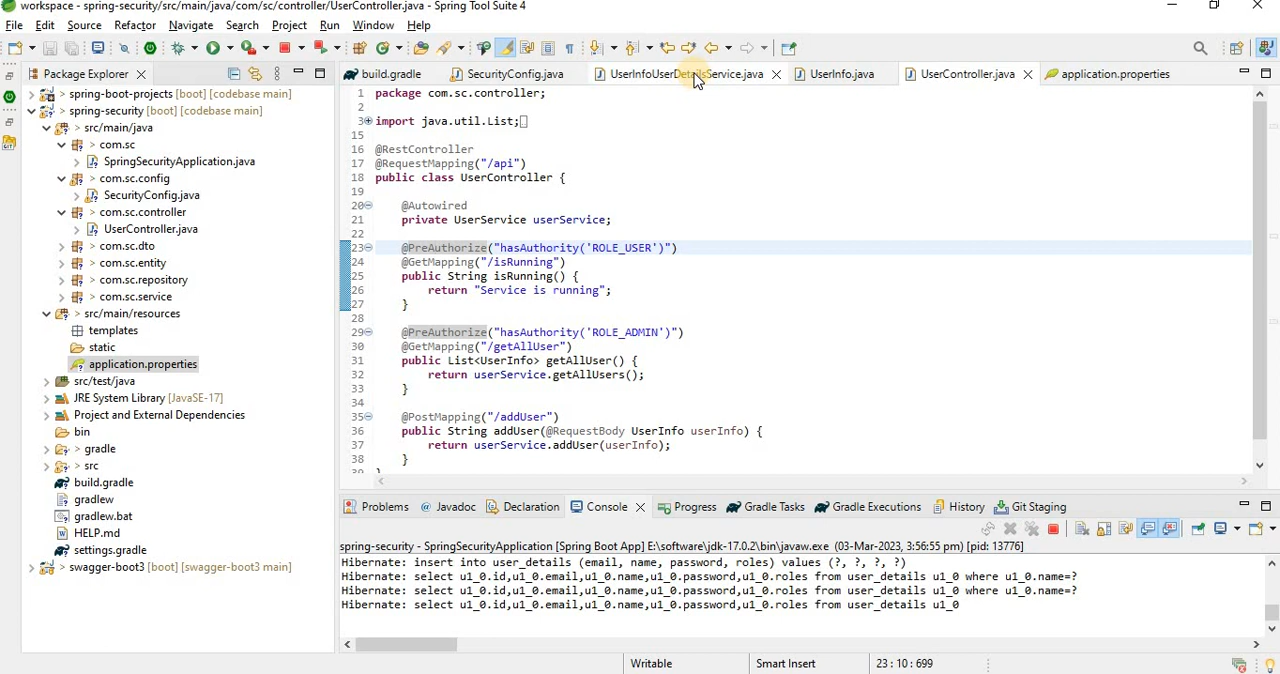 workspace - spring-security/src/main/java/com/sc/controller/UserController.java - Spring Tool Suite 4
File Edit Source Refactor Navigate Search Project Run Window Help
Package Explorer
build.gradle SecurityConfig.java UserInfoUserDetailsService.java UserInfo.java UserController.java application.properties
spring-boot-projects [boot] [codebase main]
spring-security [boot] [codebase main]
src/main/java
com.sc
SpringSecurityApplication.java
com.sc.config
SecurityConfig.java
com.sc.controller
UserController.java
com.sc.dto
com.sc.entity
com.sc.repository
com.sc.service
src/main/resources
templates
static
application.properties
src/test/java
JRE System Library [JavaSE-17]
Project and External Dependencies
bin
gradle
src
build.gradle
gradlew
gradlew.bat
HELP.md
settings.gradle
swagger-boot3 [boot] [swagger-boot3 main]
1 package com.sc.controller;
2
3 import java.util.List;
15
16 @RestController
17 @RequestMapping("/api")
18 public class UserController {
19
20 @Autowired
21 private UserService userService;
22
23 @PreAuthorize("hasAuthority('ROLE_USER')")
24 @GetMapping("/isRunning")
25 public String isRunning() {
26 return "Service is running";
27 }
28
29 @PreAuthorize("hasAuthority('ROLE_ADMIN')")
30 @GetMapping("/getAllUser")
31 public List<UserInfo> getAllUser() {
32 return userService.getAllUsers();
33 }
34
35 @PostMapping("/addUser")
36 public String addUser(@RequestBody UserInfo userInfo) {
37 return userService.addUser(userInfo);
38 }
39 }
Problems Javadoc Declaration Console Progress Gradle Tasks Gradle Executions History Git Staging
spring-security - SpringSecurityApplication [Spring Boot App] E:\software\jdk-17.0.2\bin\javaw.exe (03-Mar-2023, 3:56:55 pm) [pid: 13776]
Hibernate: insert into user_details (email, name, password, roles) values (?, ?, ?, ?)
Hibernate: select u1_0.id,u1_0.email,u1_0.name,u1_0.password,u1_0.roles from user_details u1_0 where u1_0.name=?
Hibernate: select u1_0.id,u1_0.email,u1_0.name,u1_0.password,u1_0.roles from user_details u1_0 where u1_0.name=?
Hibernate: select u1_0.id,u1_0.email,u1_0.name,u1_0.password,u1_0.roles from user_details u1_0
Writable Smart Insert 23 : 10 : 699